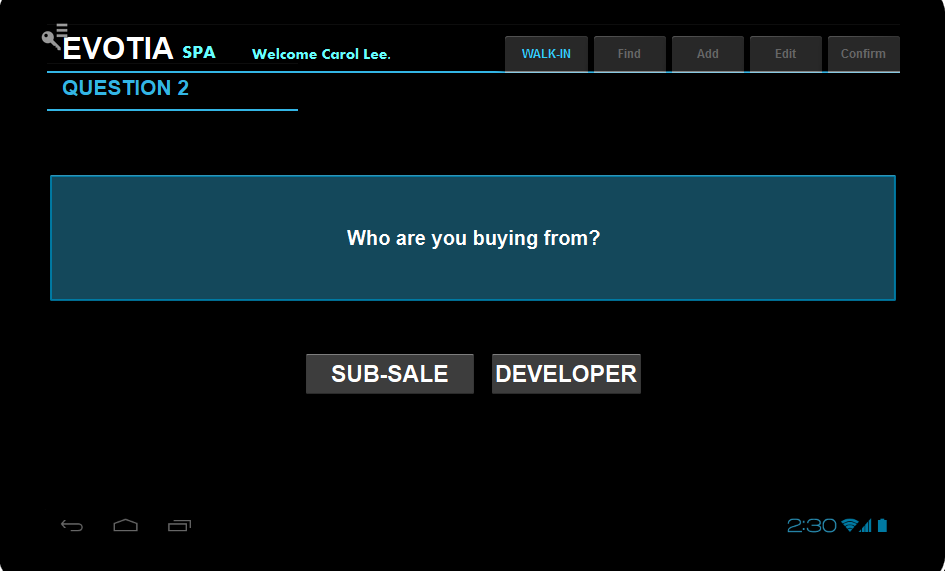 EVOTIA SPA Welcome Carol Lee. WALK-IN Find Add Edit Confirm
QUESTION 2
Who are you buying from?
SUB-SALE DEVELOPER
2:30